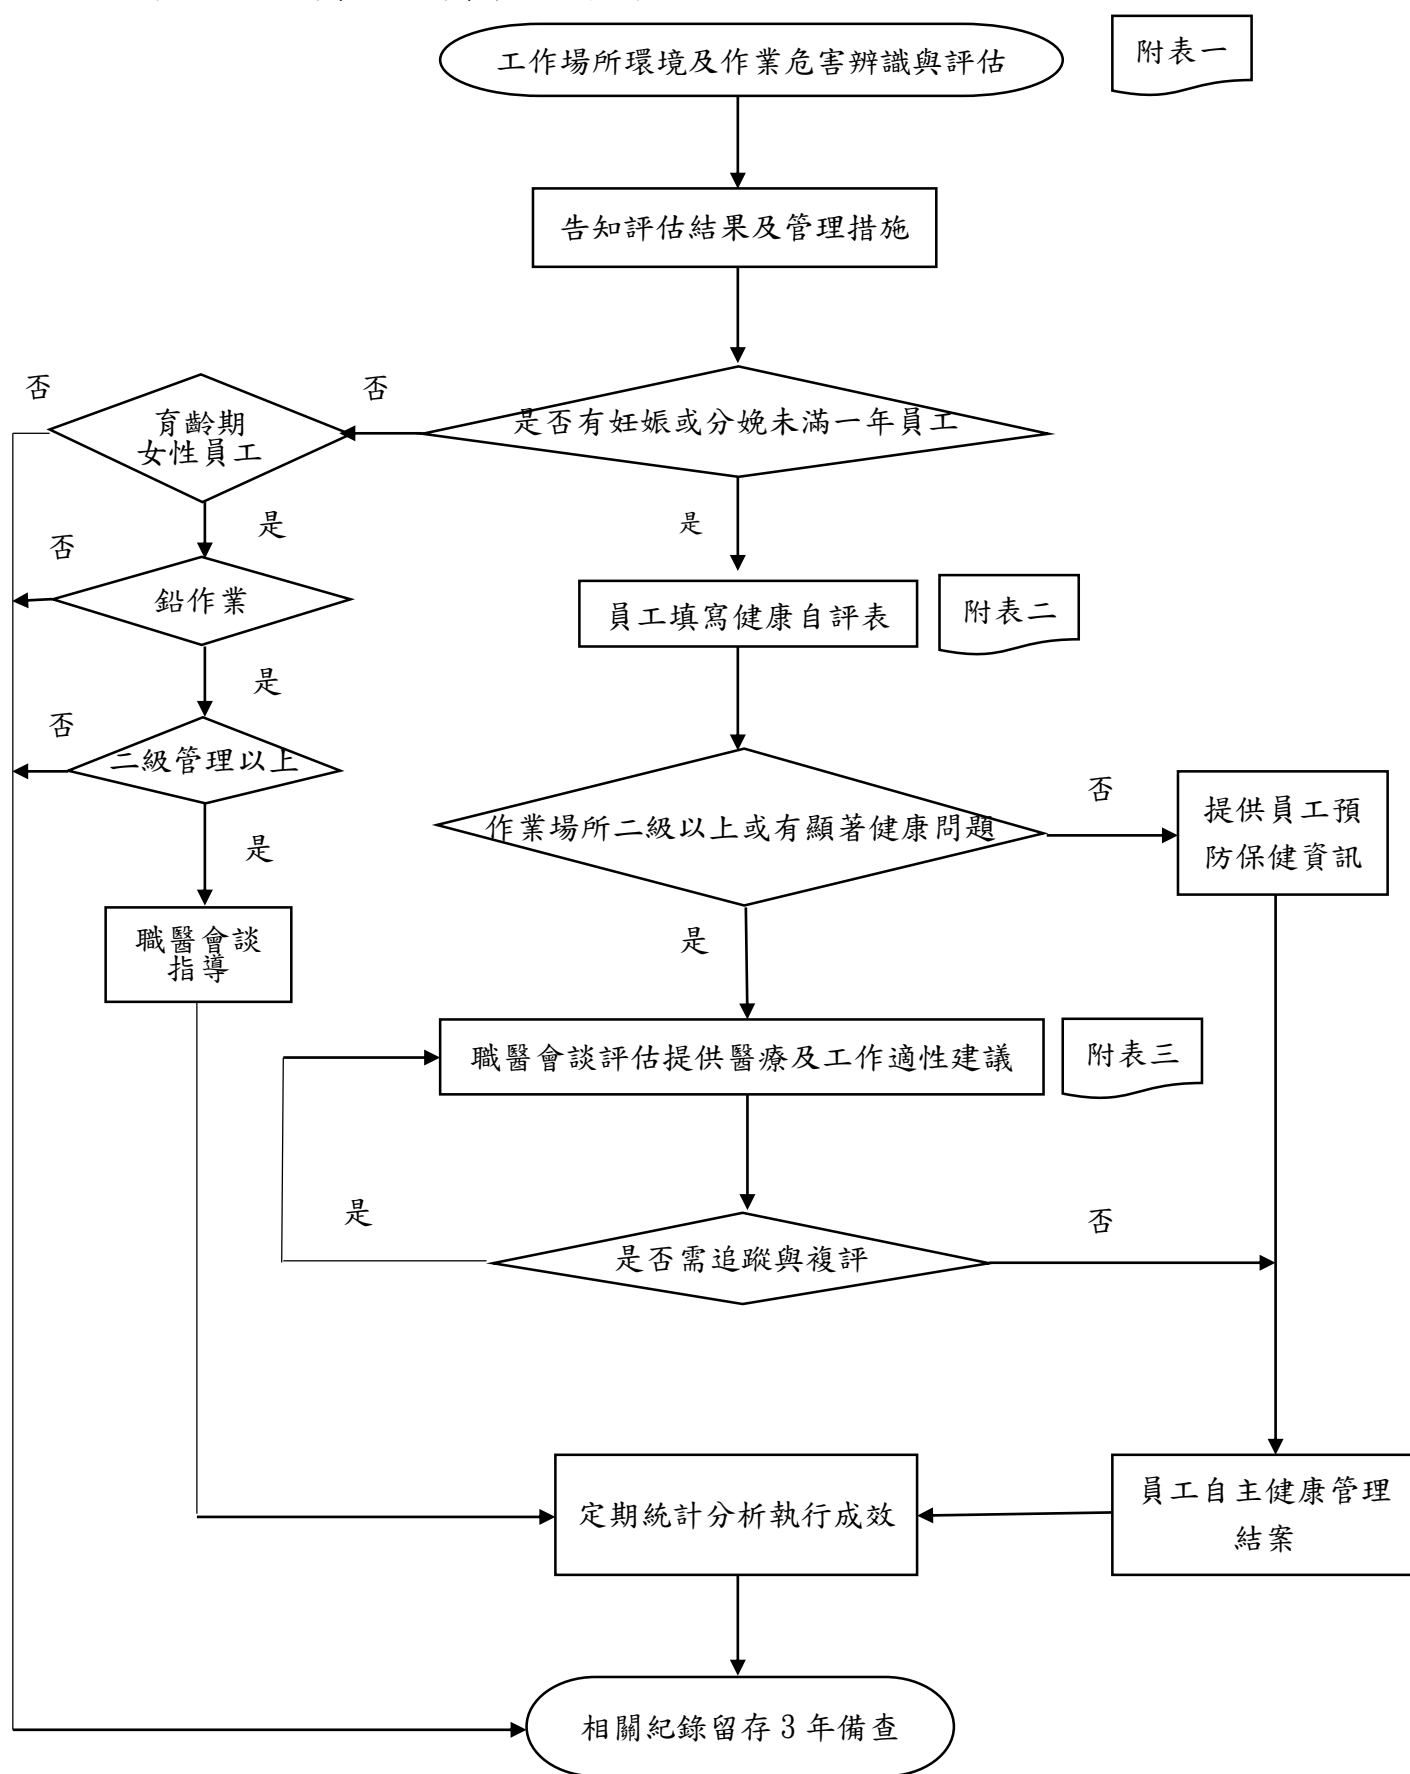 工作場所環境及作業危害辨識與評估
附表一
告知評估結果及管理措施
否
否
育齡期
女性員工
是否有妊娠或分娩未滿一年員工
是
是
否
鉛作業
員工填寫健康自評表
附表二
是
否
二級管理以上
否
作業場所二級以上或有顯著健康問題
提供員工預
防保健資訊
是
職醫會談
指導
是
職醫會談評估提供醫療及工作適性建議
附表三
是
否
是否需追蹤與複評
定期統計分析執行成效
員工自主健康管理
結案
相關紀錄留存 3 年備查